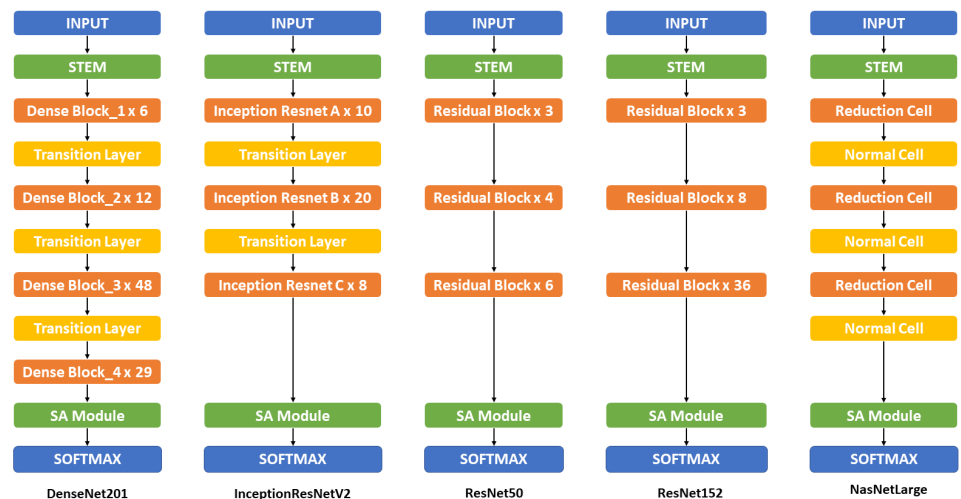 INPUT
STEM
Dense Block_1 x 6
Transition Layer
Dense Block_2 x 12
Transition Layer
Dense Block_3 x 48
Transition Layer
Dense Block_4 x 29
SA Module
SOFTMAX
DenseNet201
INPUT
STEM
Inception Resnet A x 10
Transition Layer
Inception Resnet B x 20
Transition Layer
Inception Resnet C x 8
SA Module
SOFTMAX
InceptionResNetV2
INPUT
STEM
Residual Block x 3
Residual Block x 4
Residual Block x 6
SA Module
SOFTMAX
ResNet50
INPUT
STEM
Residual Block x 3
Residual Block x 8
Residual Block x 36
SA Module
SOFTMAX
ResNet152
INPUT
STEM
Reduction Cell
Normal Cell
Reduction Cell
Normal Cell
Reduction Cell
Normal Cell
SA Module
SOFTMAX
NasNetLarge